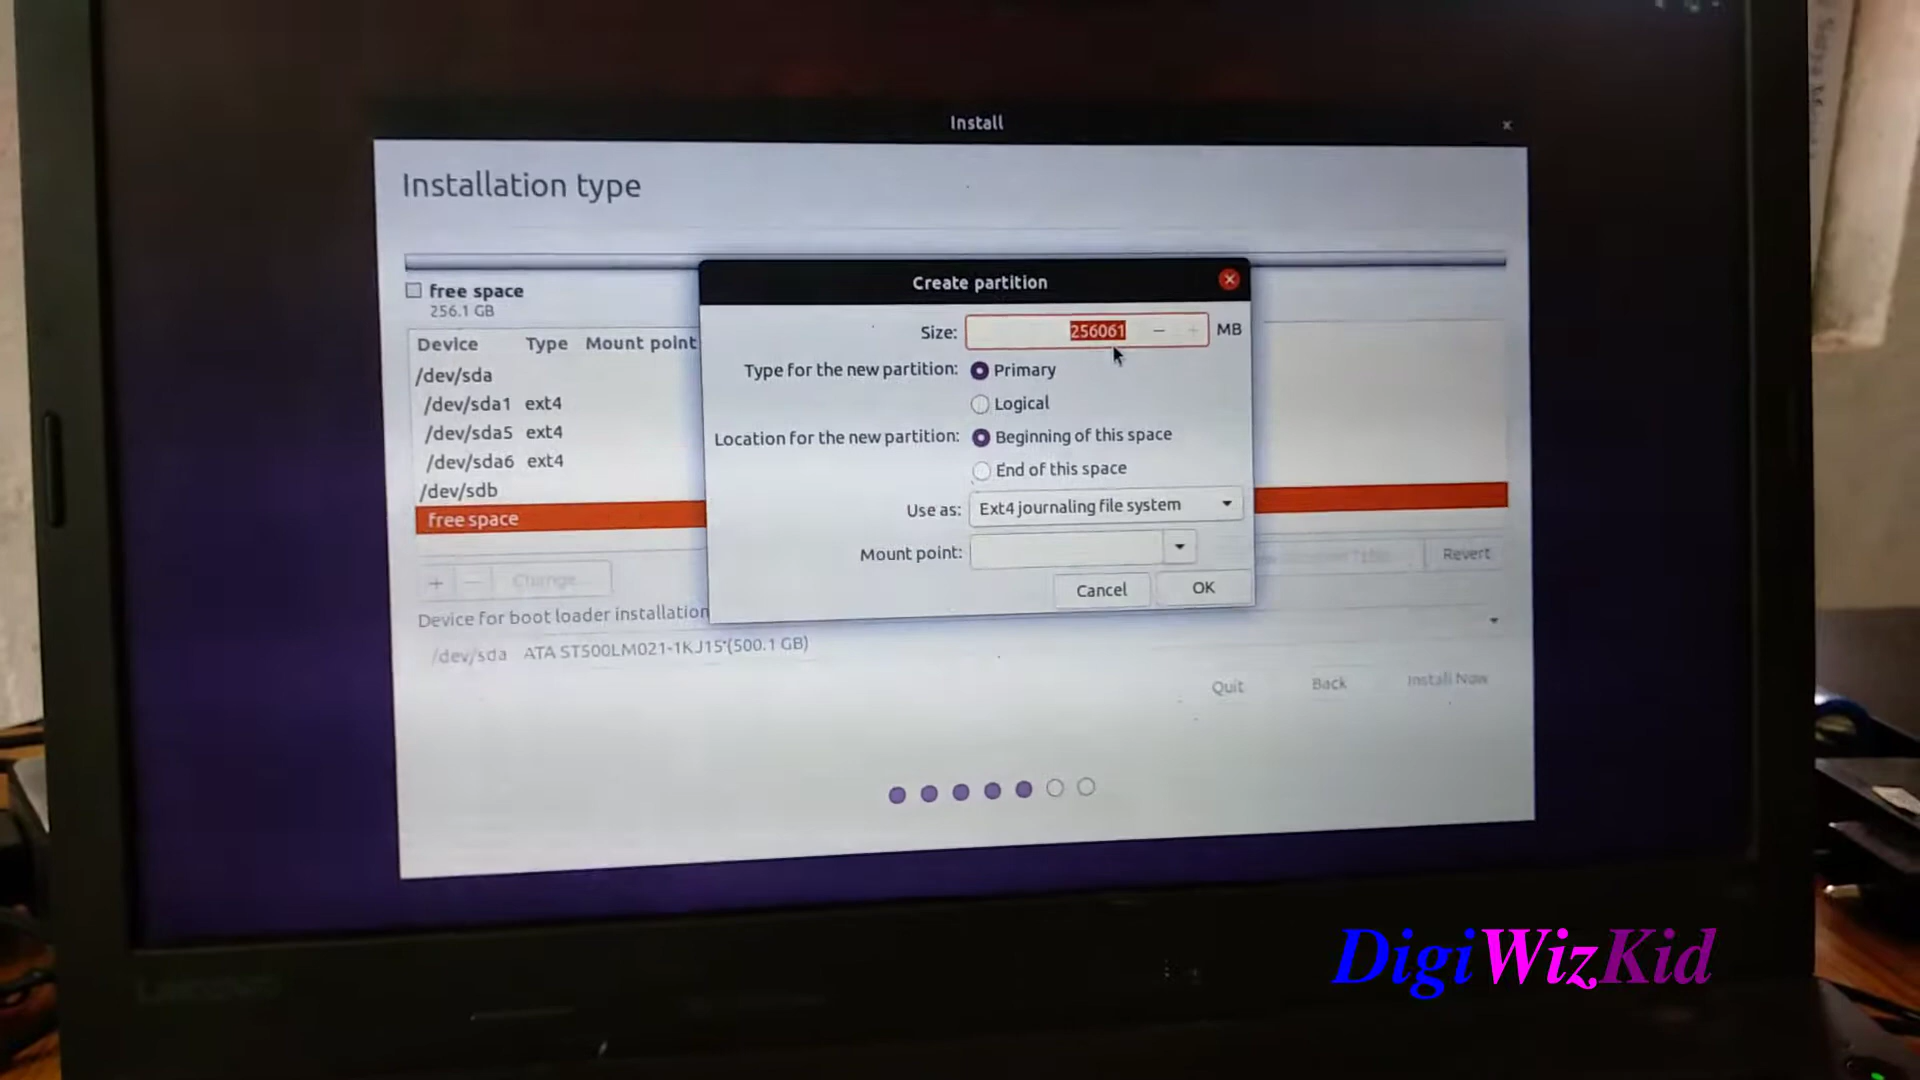 Install
x
Installation type
free space
256.1 GB
Device Type Mount point
/dev/sda
/dev/sda1 ext4
/dev/sda5 ext4
/dev/sda6 ext4
/dev/sdb
free space
+ − Change...
Revert
Device for boot loader installation
/dev/sda ATA ST500LM021-1KJ15 (500.1 GB)
Quit Back Install Now
Create partition
Size: 256061 − + MB
Type for the new partition: Primary
Logical
Location for the new partition: Beginning of this space
End of this space
Use as: Ext4 journaling file system
Mount point:
Cancel OK
DigiWizKid